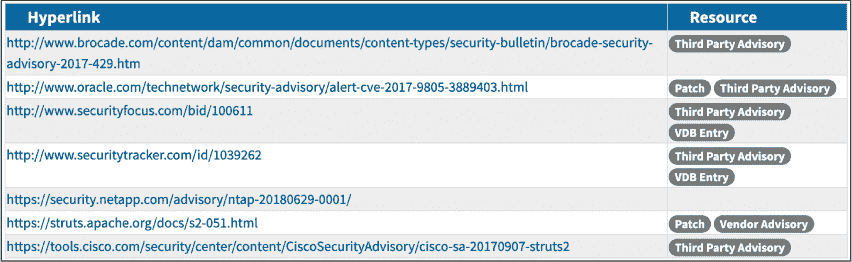 Hyperlink Resource
http://www.brocade.com/content/dam/common/documents/content-types/security-bulletin/brocade-security- Third Party Advisory
advisory-2017-429.htm
http://www.oracle.com/technetwork/security-advisory/alert-cve-2017-9805-3889403.html Patch Third Party Advisory
http://www.securityfocus.com/bid/100611 Third Party Advisory
VDB Entry
http://www.securitytracker.com/id/1039262 Third Party Advisory
VDB Entry
https://security.netapp.com/advisory/ntap-20180629-0001/
https://struts.apache.org/docs/s2-051.html Patch Vendor Advisory
https://tools.cisco.com/security/center/content/CiscoSecurityAdvisory/cisco-sa-20170907-struts2 Third Party Advisory